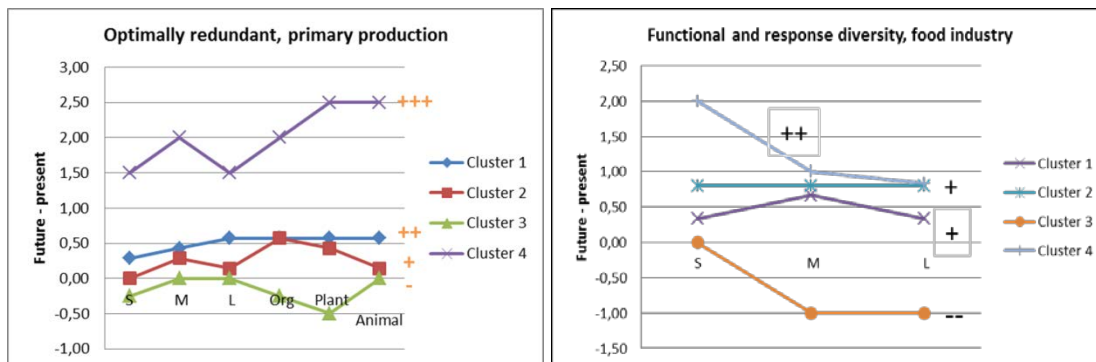 Optimally redundant, primary production
Future - present
3,00
2,50
2,00
1,50
1,00
0,50
0,00
-0,50
-1,00
S
M
L
Org
Plant
Animal
+++
++
+
-
Cluster 1
Cluster 2
Cluster 3
Cluster 4
Functional and response diversity, food industry
Future - present
2,50
2,00
1,50
1,00
0,50
0,00
-0,50
-1,00
-1,50
S
M
L
++
+
+
--
Cluster 1
Cluster 2
Cluster 3
Cluster 4